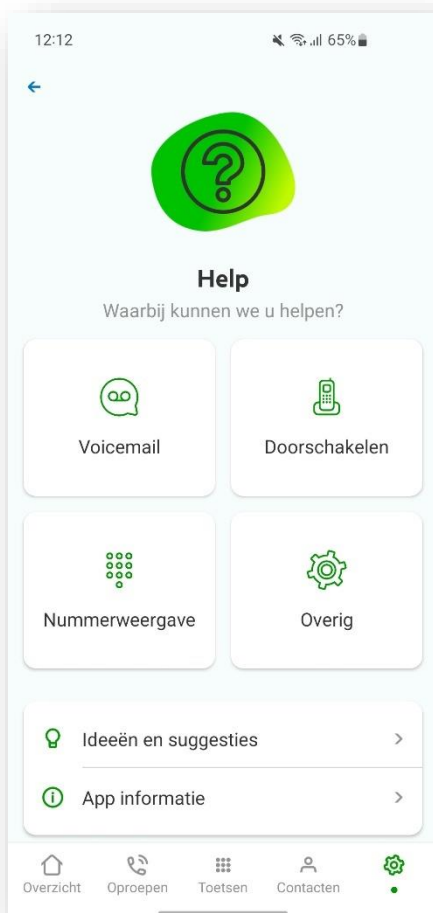 12:12
65%
Help
Waarbij kunnen we u helpen?
Voicemail
Doorschakelen
Nummerweergave
Overig
Ideeën en suggesties
App informatie
Overzicht
Oproepen
Toetsen
Contacten